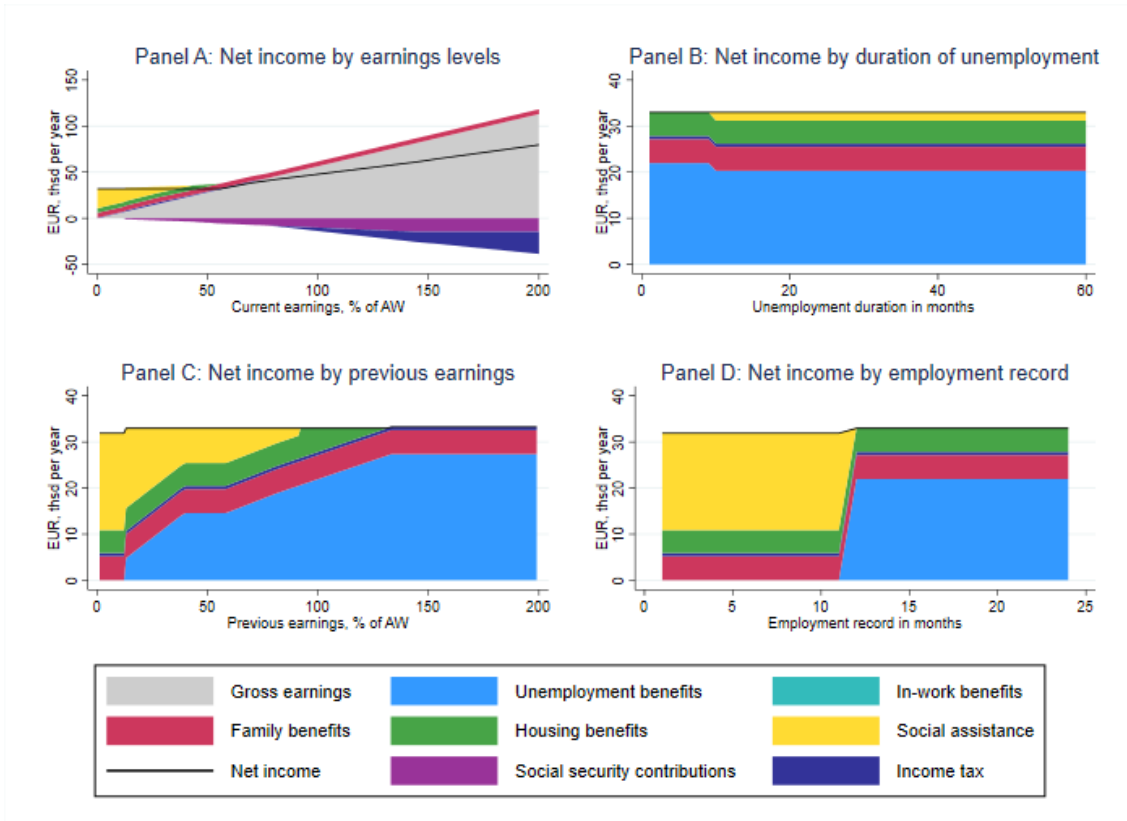 Panel A: Net income by earnings levels
EUR, thsd per year
150
100
50
0
-50
0 50 100 150 200
Current earnings, % of AW
Panel B: Net income by duration of unemployment
EUR, thsd per year
40
30
20
10
0
0 20 40 60
Unemployment duration in months
Panel C: Net income by previous earnings
EUR, thsd per year
40
30
20
10
0
0 50 100 150 200
Previous earnings, % of AW
Panel D: Net income by employment record
EUR, thsd per year
40
30
20
10
0
0 5 10 15 20 25
Employment record in months
Gross earnings Unemployment benefits In-work benefits
Family benefits Housing benefits Social assistance
Net income Social security contributions Income tax